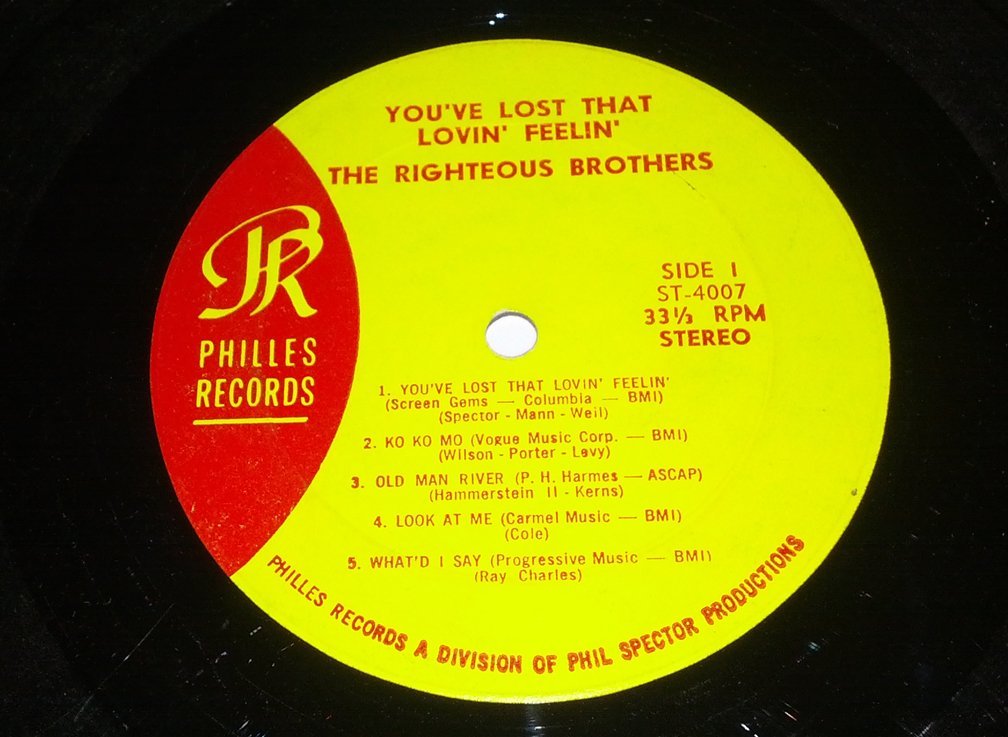 YOU'VE LOST THAT
LOVIN' FEELIN'
THE RIGHTEOUS BROTHERS
PR
PHILLES
RECORDS
SIDE 1
ST-4007
33⅓ RPM
STEREO
1. YOU'VE LOST THAT LOVIN' FEELIN'
(Screen Gems — Columbia — BMI)
(Spector - Mann - Weil)
2. KO KO MO (Vogue Music Corp. — BMI)
(Wilson - Porter - Levy)
3. OLD MAN RIVER (P. H. Harmes — ASCAP)
(Hammerstein II - Kerns)
4. LOOK AT ME (Carmel Music — BMI)
(Cole)
5. WHAT'D I SAY (Progressive Music — BMI)
(Ray Charles)
PHILLES RECORDS A DIVISION OF PHIL SPECTOR PRODUCTIONS